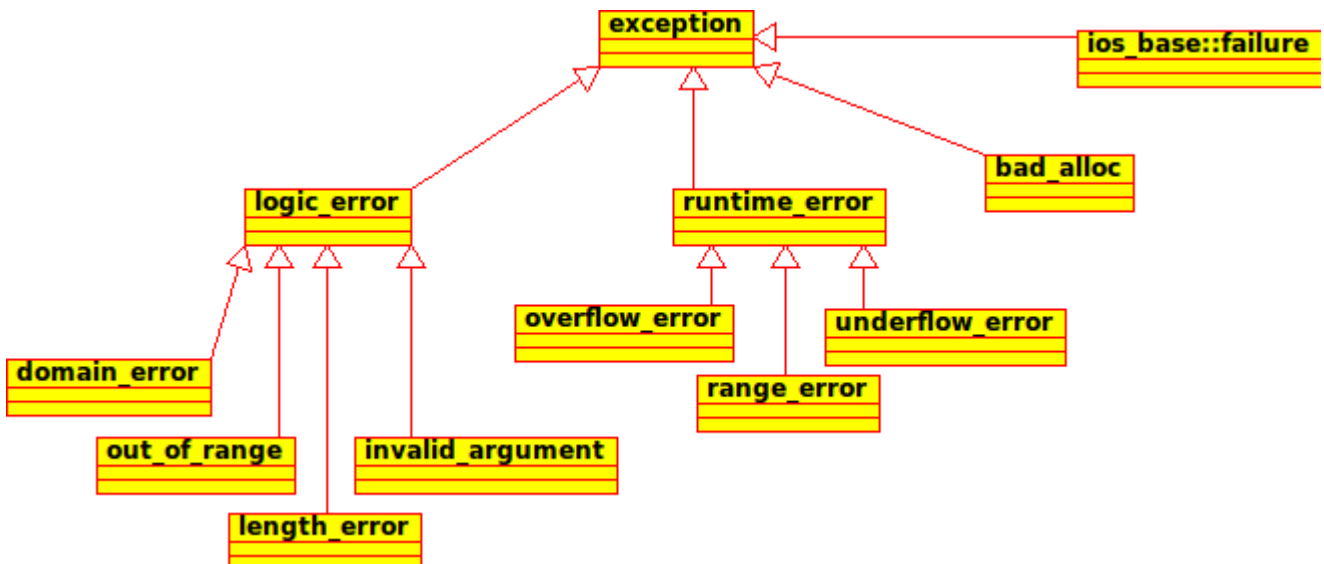 exception
ios_base::failure
bad_alloc
logic_error
runtime_error
overflow_error
underflow_error
domain_error
range_error
out_of_range
invalid_argument
length_error